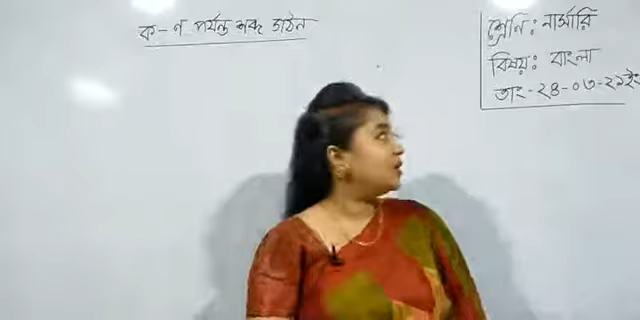 ক - ণ পর্যন্ত শব্দ গঠন
শ্রেণি: নার্সারি
বিষয়: বাংলা
তাং - ২৪-০৩-২১ইং